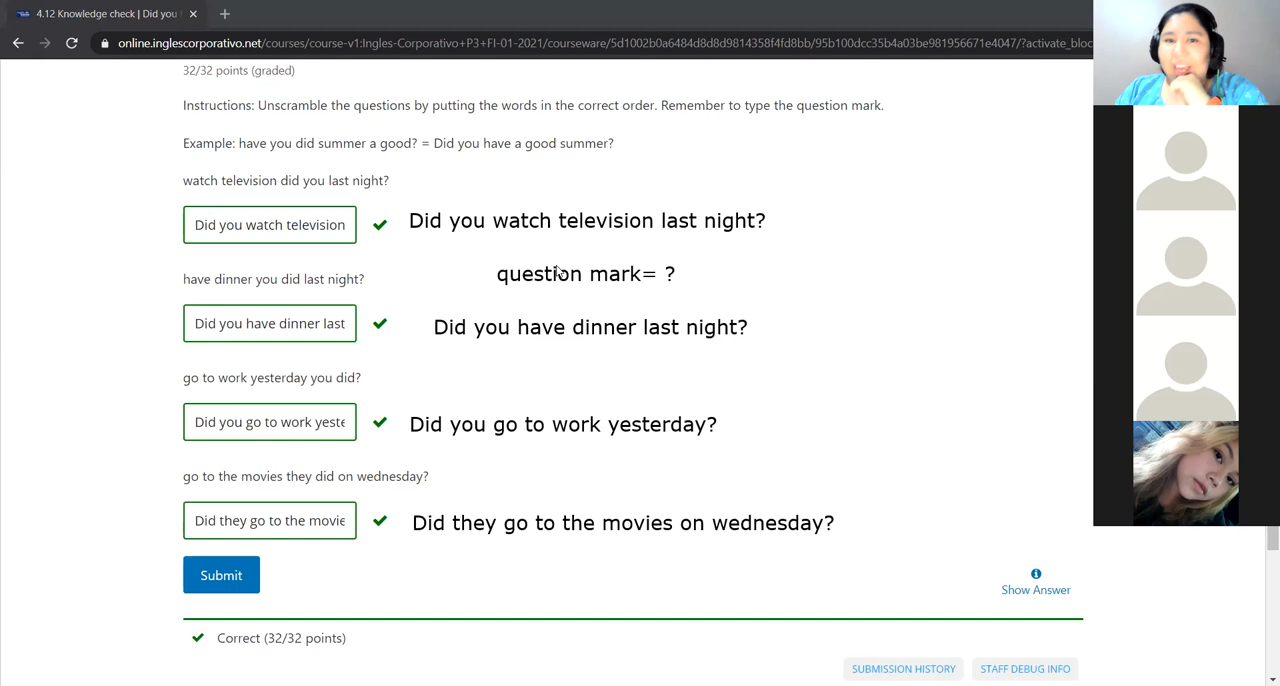 4.12 Knowledge check | Did you
online.inglescorporativo.net/courses/course-v1:Ingles-Corporativo+P3+FI-01-2021/courseware/5d1002b0a6484d8d8d9814358f4fd8bb/95b100dcc35b4a03be981956671e4047/?activate_bloc
32/32 points (graded)
Instructions: Unscramble the questions by putting the words in the correct order. Remember to type the question mark.
Example: have you did summer a good? = Did you have a good summer?
watch television did you last night?
Did you watch television
Did you watch television last night?
question mark= ?
have dinner you did last night?
Did you have dinner last
Did you have dinner last night?
go to work yesterday you did?
Did you go to work yeste
Did you go to work yesterday?
go to the movies they did on wednesday?
Did they go to the movie
Did they go to the movies on wednesday?
Submit
Show Answer
Correct (32/32 points)
SUBMISSION HISTORY
STAFF DEBUG INFO